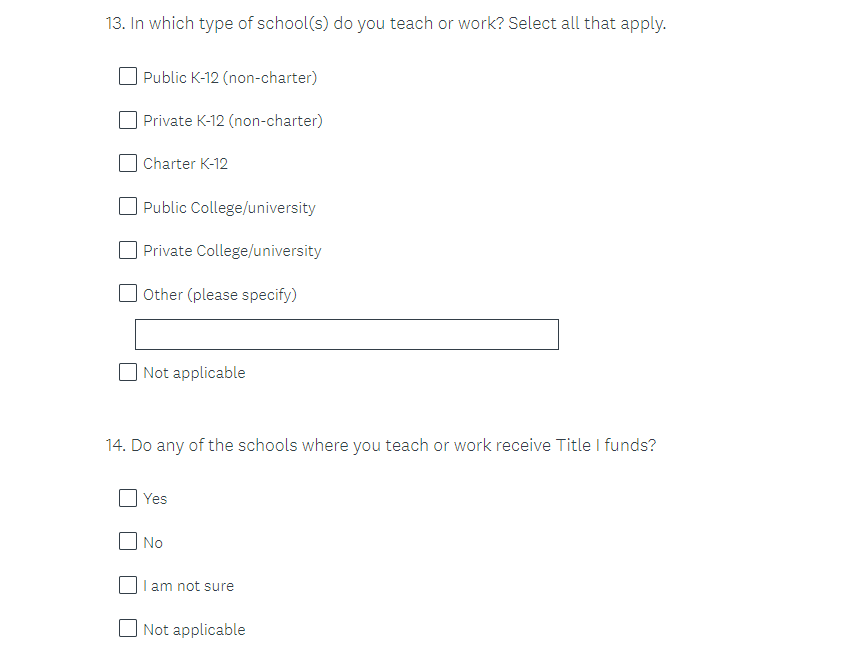 13. In which type of school(s) do you teach or work? Select all that apply.
Public K-12 (non-charter)
Private K-12 (non-charter)
Charter K-12
Public College/university
Private College/university
Other (please specify)
Not applicable
14. Do any of the schools where you teach or work receive Title I funds?
Yes
No
I am not sure
Not applicable